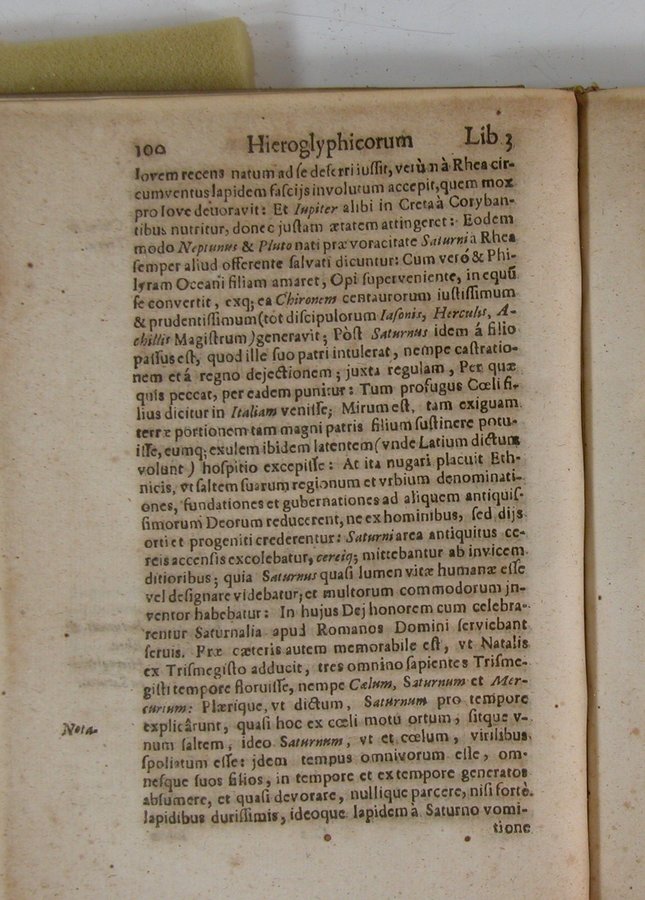 100 Hieroglyphicorum Lib 3
Iovem recens natum ad se deferri iussit, verùm à Rhea cir-
cumventus lapidem fascijs involutum accepit, quem mox
pro Iove devoravit: Et Iupiter alibi in Creta à Coryban-
tibus nutritur, donec justam ætatem attingeret: Eodem
modo Neptunus & Pluto nati præ voracitate Saturni à Rhea
semper aliud offerente salvati dicuntur: Cum veró & Phi-
lyram Oceani filiam amaret, Opi superveniente, in equũ
se convertit, exq; ea Chironem centaurorum iustissimum
& prudentissimum (tot discipulorum Iasonis, Herculis, A-
chillis Magistrum) generavit; Pòst Saturnus idem á filio
passus est, quod ille suo patri intulerat, nempe castratio-
nem et á regno dejectionem; juxta regulam, Per quæ
quis peccat, per eadem punitur: Tum profugus Cœli fi-
lius dicitur in Italiam venisse; Mirum est, tam exiguam
terræ portionem tam magni patris filium sustinere potu-
isse, eumq; exulem ibidem latentem (vnde Latium dictum
volunt) hospitio excepisse: At ita nugari placuit Eth-
nicis, vt saltem suarum regionum et vrbium denominati-
ones, fundationes et gubernationes ad aliquem antiquis-
simorum Deorum reducerent, ne ex hominibus, sed dijs
orti et progeniti crederentur: Saturni area antiquitus ce-
reis accensis excolebatur, cereiq; mittebantur ab invicem
ditioribus; quia Saturnus quasi lumen vitæ humanæ esse
vel designare videbatur; et multorum commodorum jn-
ventor habebatur: In hujus Dej honorem cum celebra-
rentur Saturnalia apud Romanos Domini serviebant
servis. Præ cæteris autem memorabile est, vt Natalis
ex Trismegisto adducit, tres omnino sapientes Trisme-
gisti tempore floruisse, nempe Cælum, Saturnum et Mer-
curium: Plærique, vt dictum, Saturnum pro tempore
Nota. explicârunt, quasi hoc ex cœli motu ortum, sitque v-
num saltem, ideo Saturnum, vt et cœlum, virilibus
spoliatum esse: jdem tempus omnivorum esse, om-
nesque suos filios, in tempore et ex tempore generatos
absumere, et quasi devorare, nullique parcere, nisi fortè
lapidibus durissimis, ideoque lapidem à Saturno vomi-
tione